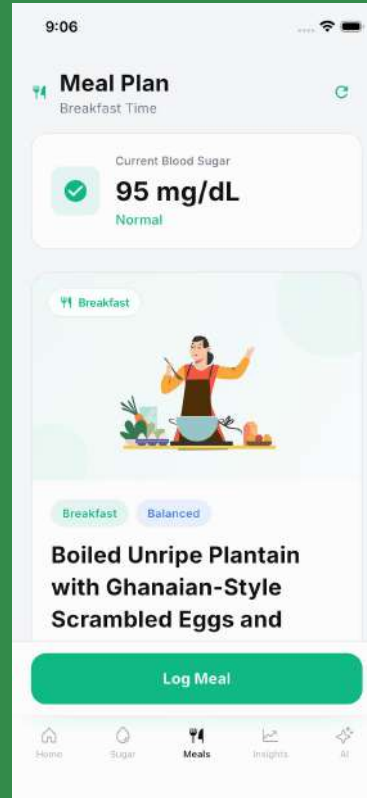 9:06
Meal Plan
Breakfast Time
Current Blood Sugar
95 mg/dL
Normal
Breakfast
Breakfast Balanced
Boiled Unripe Plantain
with Ghanaian-Style
Scrambled Eggs and
Log Meal
Home Sugar Meals Insights AI